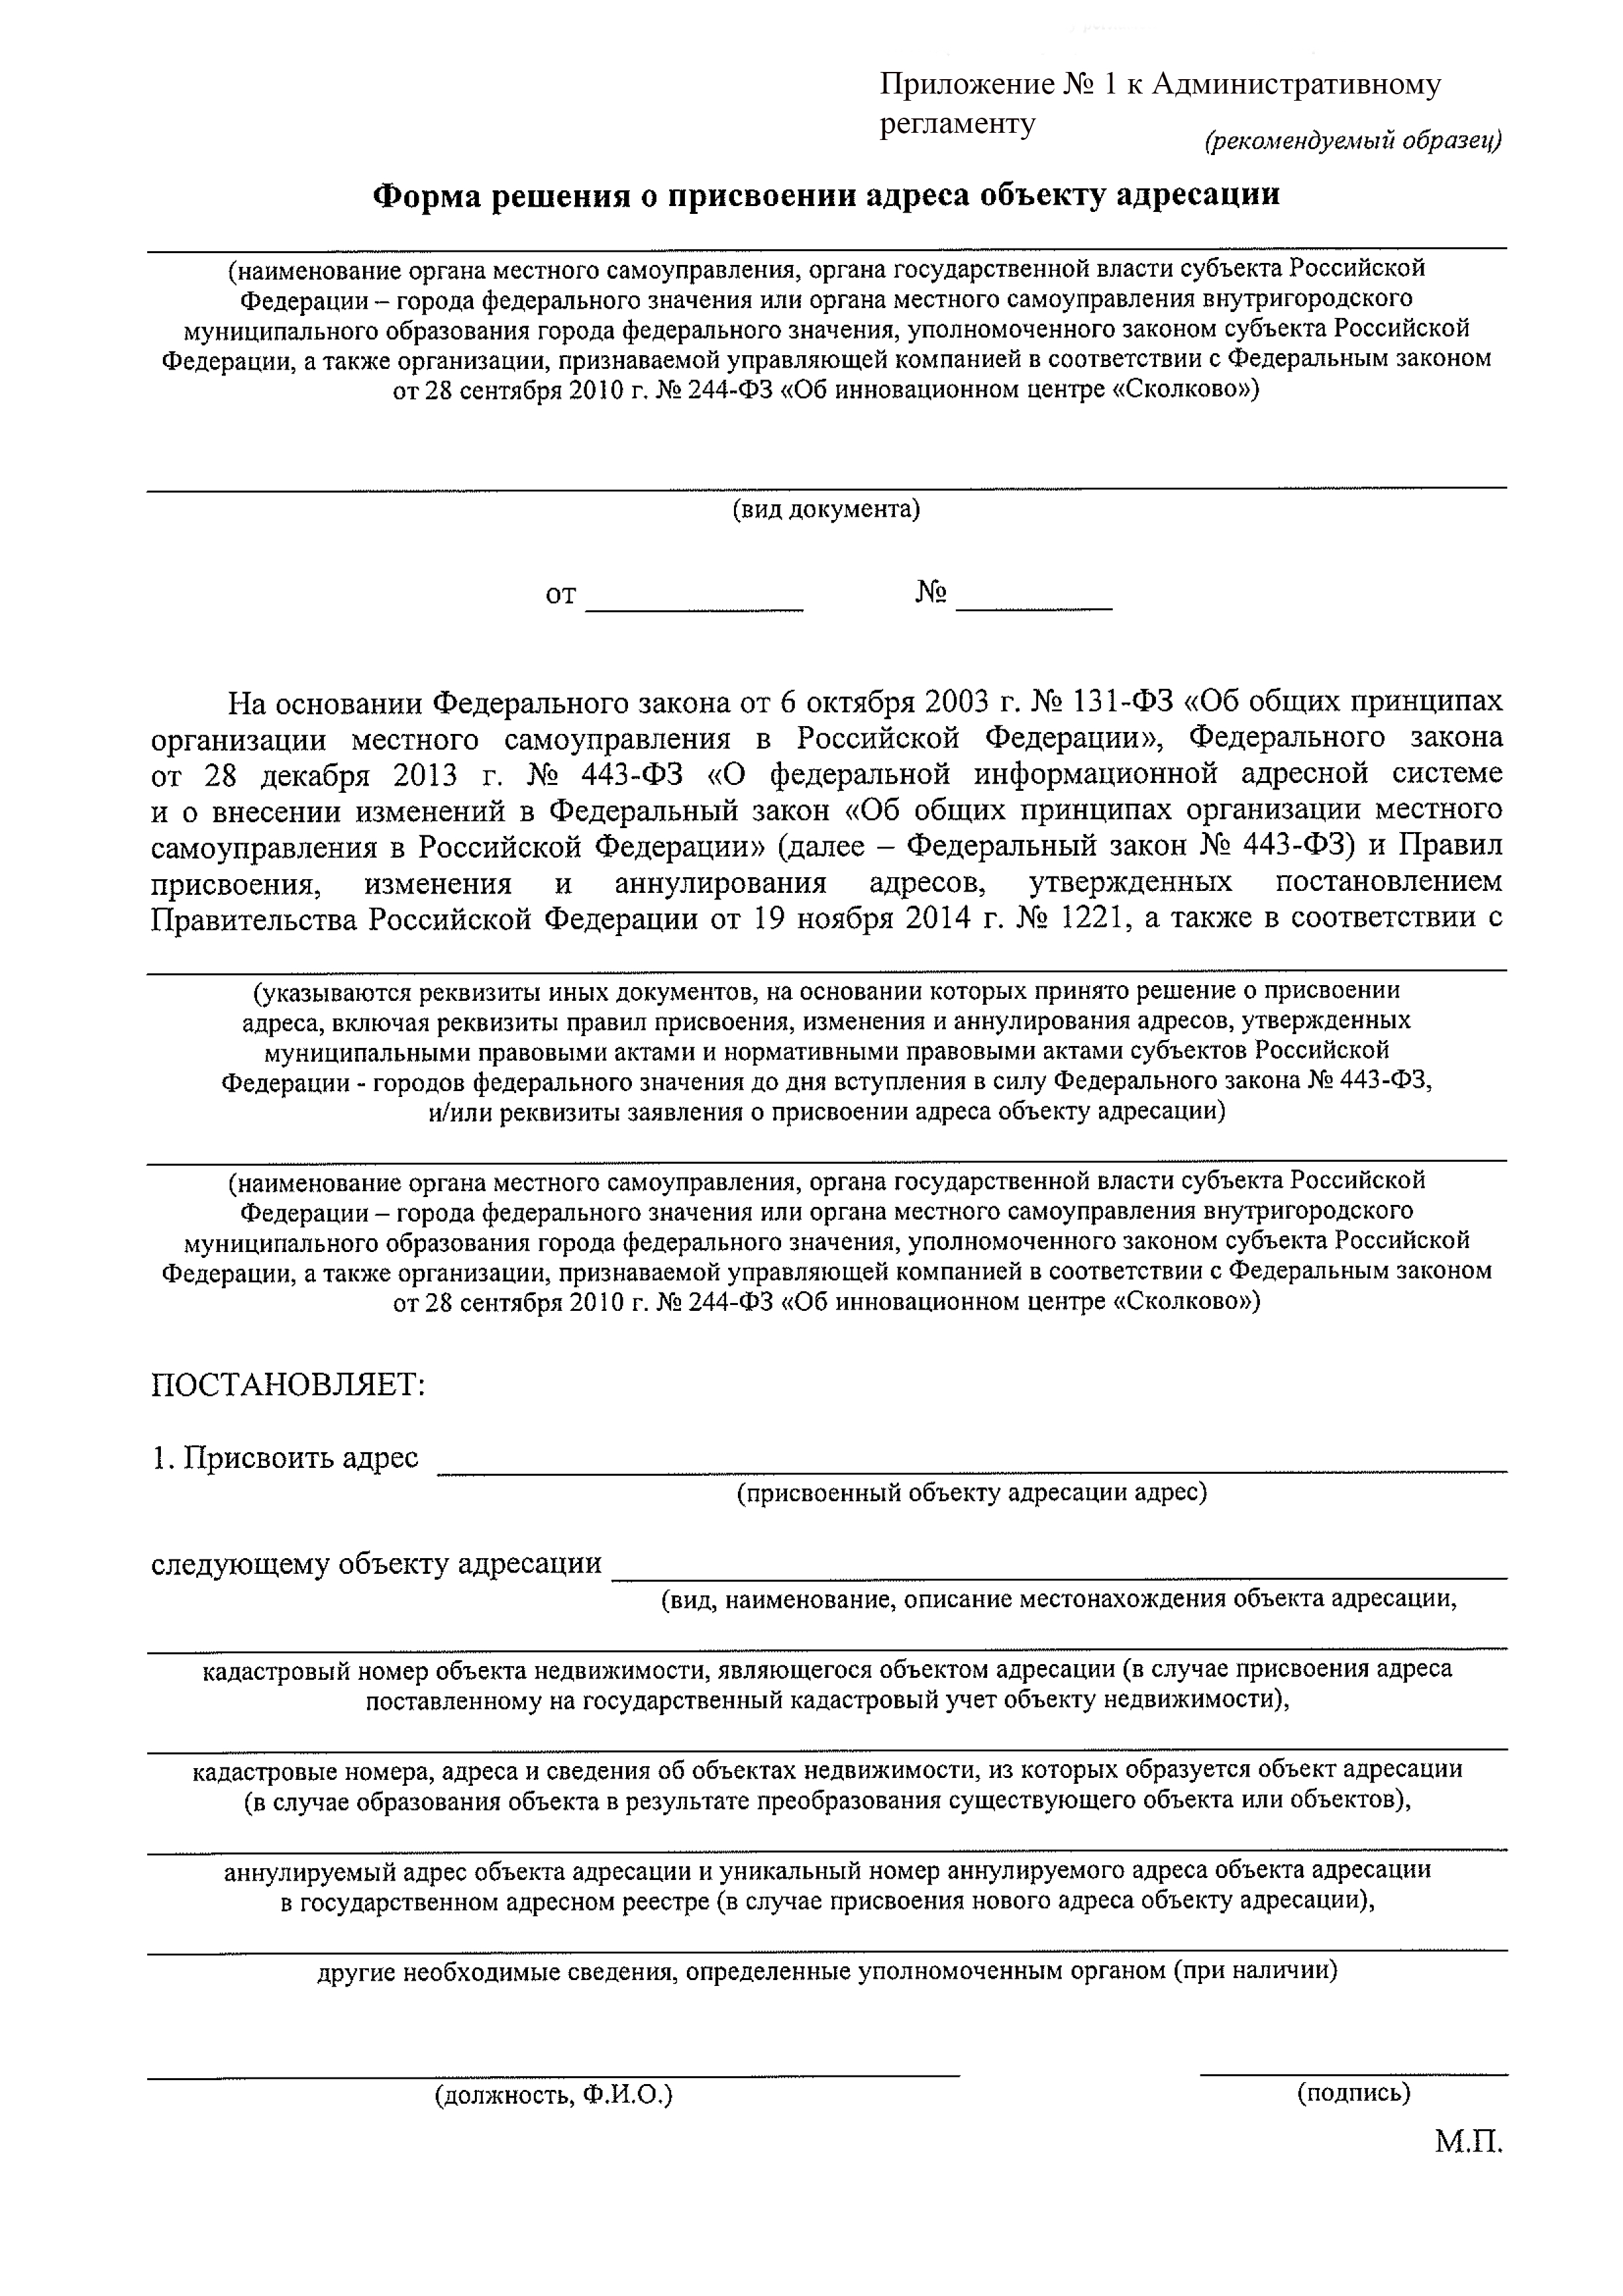 Приложение № 1 к Административному
регламенту
(рекомендуемый образец)
Форма решения о присвоении адреса объекту адресации
(наименование органа местного самоуправления, органа государственной власти субъекта Российской
Федерации – города федерального значения или органа местного самоуправления внутригородского
муниципального образования города федерального значения, уполномоченного законом субъекта Российской
Федерации, а также организации, признаваемой управляющей компанией в соответствии с Федеральным законом
от 28 сентября 2010 г. № 244-ФЗ «Об инновационном центре «Сколково»)
(вид документа)
от ______________ № __________
На основании Федерального закона от 6 октября 2003 г. № 131-ФЗ «Об общих принципах
организации местного самоуправления в Российской Федерации», Федерального закона
от 28 декабря 2013 г. № 443-ФЗ «О федеральной информационной адресной системе
и о внесении изменений в Федеральный закон «Об общих принципах организации местного
самоуправления в Российской Федерации» (далее – Федеральный закон № 443-ФЗ) и Правил
присвоения, изменения и аннулирования адресов, утвержденных постановлением
Правительства Российской Федерации от 19 ноября 2014 г. № 1221, а также в соответствии с
(указываются реквизиты иных документов, на основании которых принято решение о присвоении
адреса, включая реквизиты правил присвоения, изменения и аннулирования адресов, утвержденных
муниципальными правовыми актами и нормативными правовыми актами субъектов Российской
Федерации - городов федерального значения до дня вступления в силу Федерального закона № 443-ФЗ,
и/или реквизиты заявления о присвоении адреса объекту адресации)
(наименование органа местного самоуправления, органа государственной власти субъекта Российской
Федерации – города федерального значения или органа местного самоуправления внутригородского
муниципального образования города федерального значения, уполномоченного законом субъекта Российской
Федерации, а также организации, признаваемой управляющей компанией в соответствии с Федеральным законом
от 28 сентября 2010 г. № 244-ФЗ «Об инновационном центре «Сколково»)
ПОСТАНОВЛЯЕТ:
1. Присвоить адрес
(присвоенный объекту адресации адрес)
следующему объекту адресации
(вид, наименование, описание местонахождения объекта адресации,
кадастровый номер объекта недвижимости, являющегося объектом адресации (в случае присвоения адреса
поставленному на государственный кадастровый учет объекту недвижимости),
кадастровые номера, адреса и сведения об объектах недвижимости, из которых образуется объект адресации
(в случае образования объекта в результате преобразования существующего объекта или объектов),
аннулируемый адрес объекта адресации и уникальный номер аннулируемого адреса объекта адресации
в государственном адресном реестре (в случае присвоения нового адреса объекту адресации),
другие необходимые сведения, определенные уполномоченным органом (при наличии)
(должность, Ф.И.О.) (подпись)
М.П.